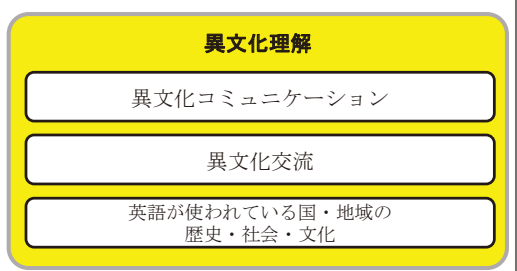 異文化理解
異文化コミュニケーション
異文化交流
英語が使われている国・地域の
歴史・社会・文化